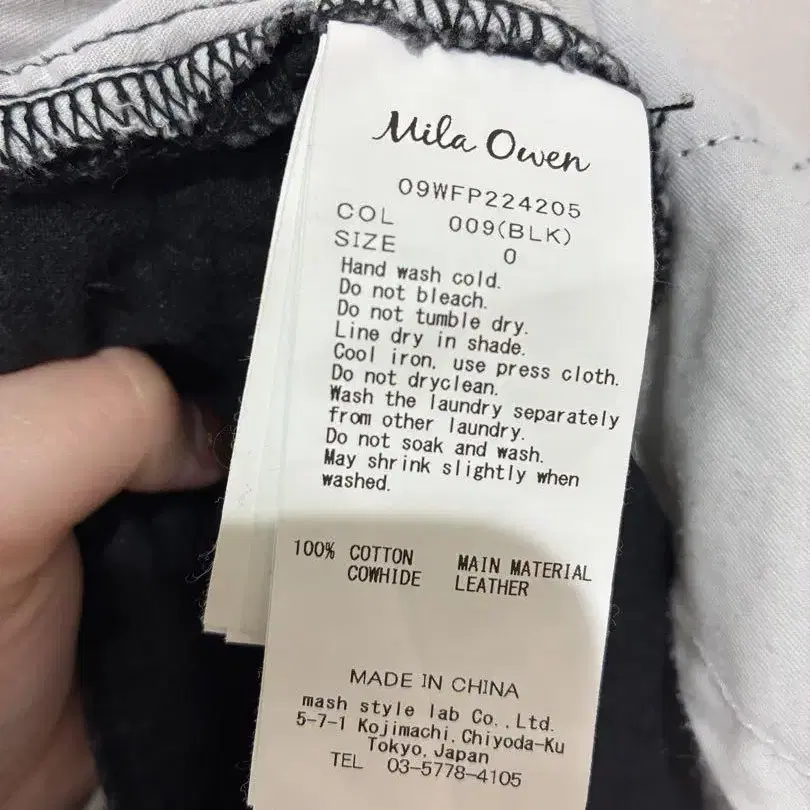 Mila Owen
09WFP224205
COL 009(BLK)
SIZE 0
Hand wash cold.
Do not bleach.
Do not tumble dry.
Line dry in shade.
Cool iron, use press cloth.
Do not dryclean.
Wash the laundry separately
from other laundry.
Do not soak and wash.
May shrink slightly when
washed.
100% COTTON MAIN MATERIAL
COWHIDE LEATHER
MADE IN CHINA
mash style lab Co.,Ltd.
5-7-1 Kojimachi,Chiyoda-Ku
Tokyo,Japan
TEL 03-5778-4105